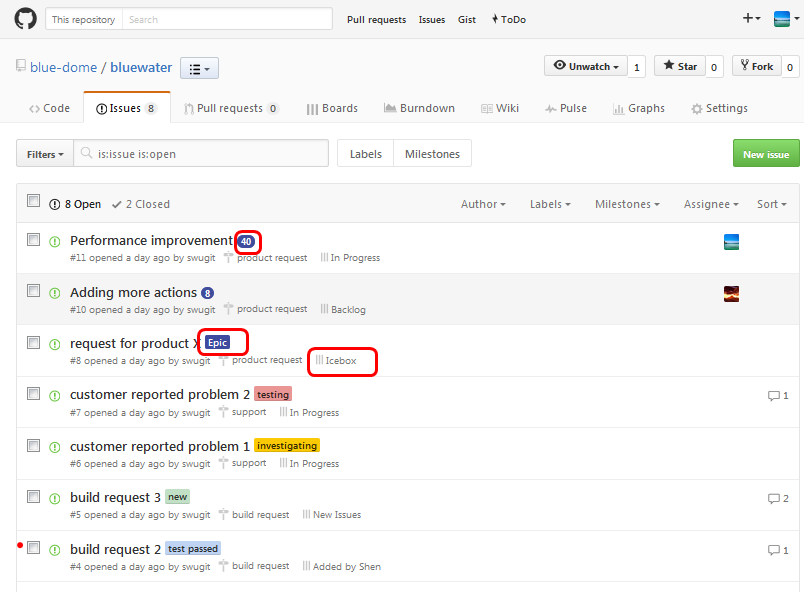 This repository Search Pull requests Issues Gist ToDo
blue-dome / bluewater Unwatch 1 Star 0 Fork 0
Code Issues 8 Pull requests 0 Boards Burndown Wiki Pulse Graphs Settings
Filters is:issue is:open Labels Milestones New issue
8 Open 2 Closed Author Labels Milestones Assignee Sort
Performance improvement 40
#11 opened a day ago by swugit product request In Progress
Adding more actions 8
#10 opened a day ago by swugit product request Backlog
request for product X Epic
#8 opened a day ago by swugit product request Icebox
customer reported problem 2 testing 1
#7 opened a day ago by swugit support In Progress
customer reported problem 1 investigating
#6 opened a day ago by swugit support In Progress
build request 3 new 2
#5 opened a day ago by swugit build request New Issues
build request 2 test passed 1
#4 opened a day ago by swugit build request Added by Shen